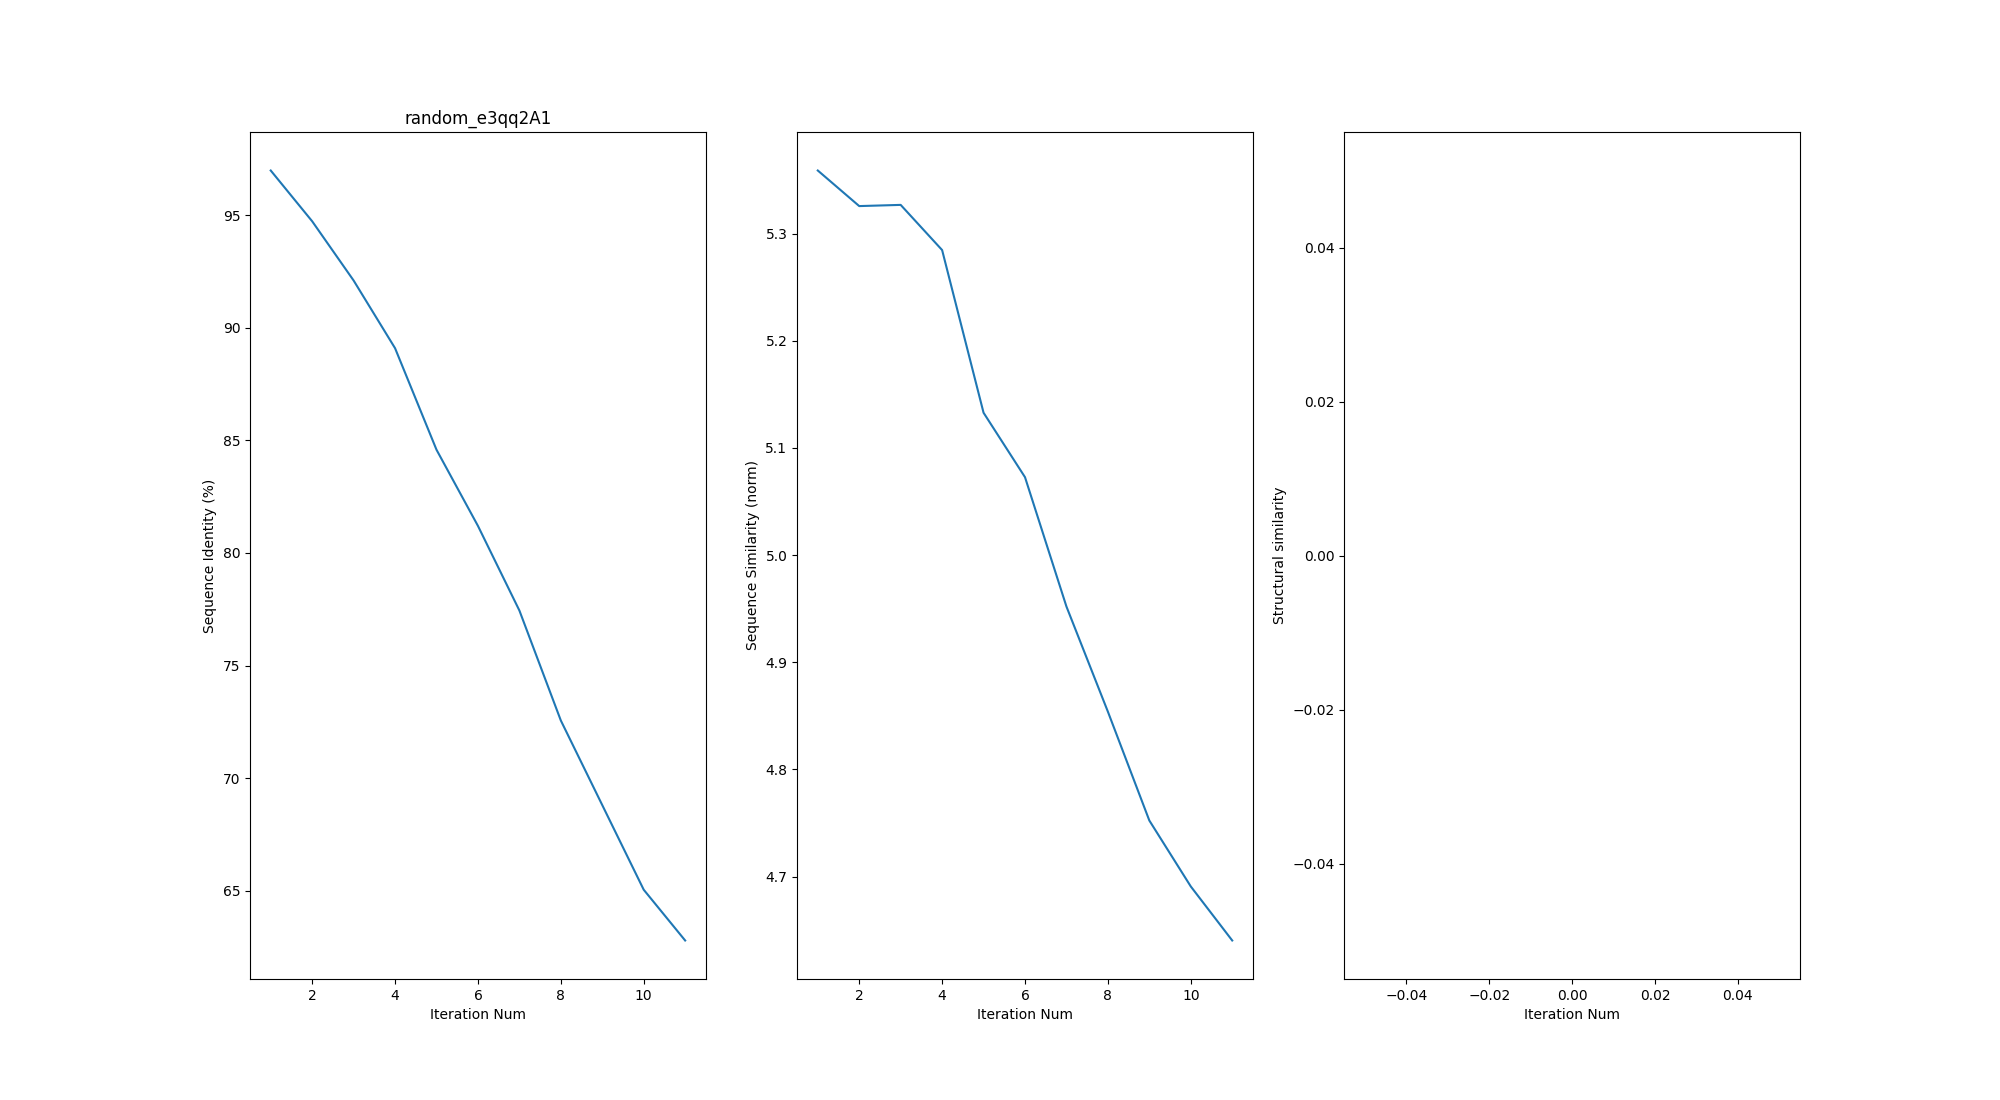 random_e3qq2A1
Sequence Identity (%)
95
90
85
80
75
70
65
2 4 6 8 10
Iteration Num
Sequence Similarity (norm)
5.3
5.2
5.1
5.0
4.9
4.8
4.7
2 4 6 8 10
Iteration Num
Structural similarity
0.04
0.02
0.00
−0.02
−0.04
−0.04 −0.02 0.00 0.02 0.04
Iteration Num